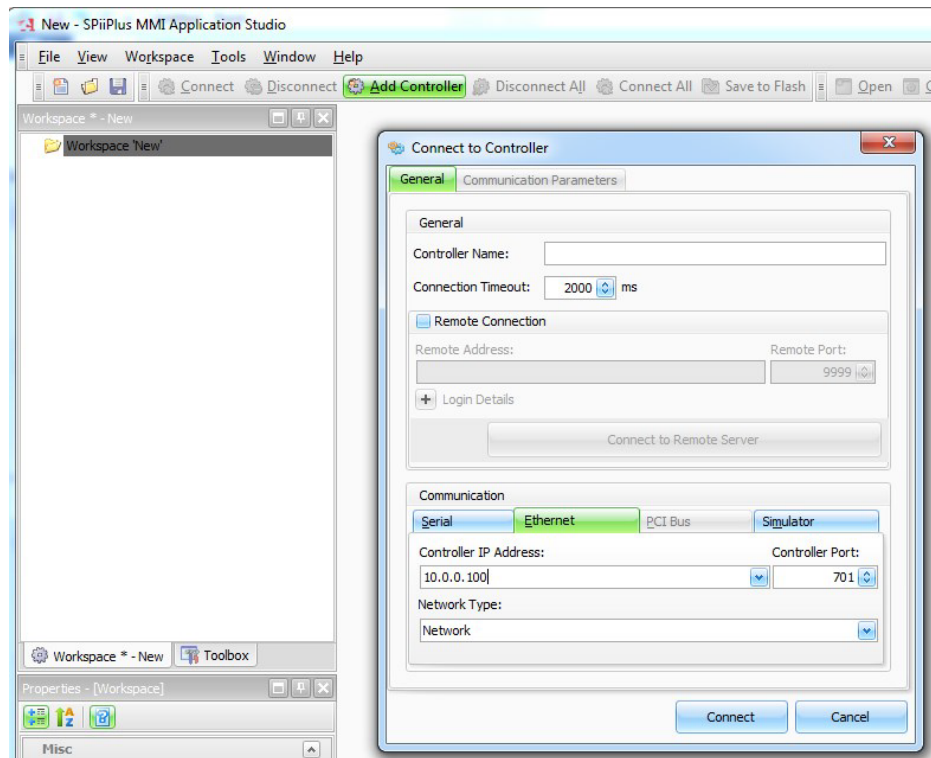 New - SPiiPlus MMI Application Studio
File View Workspace Tools Window Help
Connect Disconnect Add Controller Disconnect All Connect All Save to Flash Open
Workspace * - New
Workspace 'New'
Connect to Controller
General Communication Parameters
General
Controller Name:
Connection Timeout: 2000 ms
Remote Connection
Remote Address: Remote Port:
9999
Login Details
Connect to Remote Server
Communication
Serial Ethernet PCI Bus Simulator
Controller IP Address: Controller Port:
10.0.0.100 701
Network Type:
Network
Workspace * - New Toolbox
Properties - [Workspace]
Connect Cancel
Misc